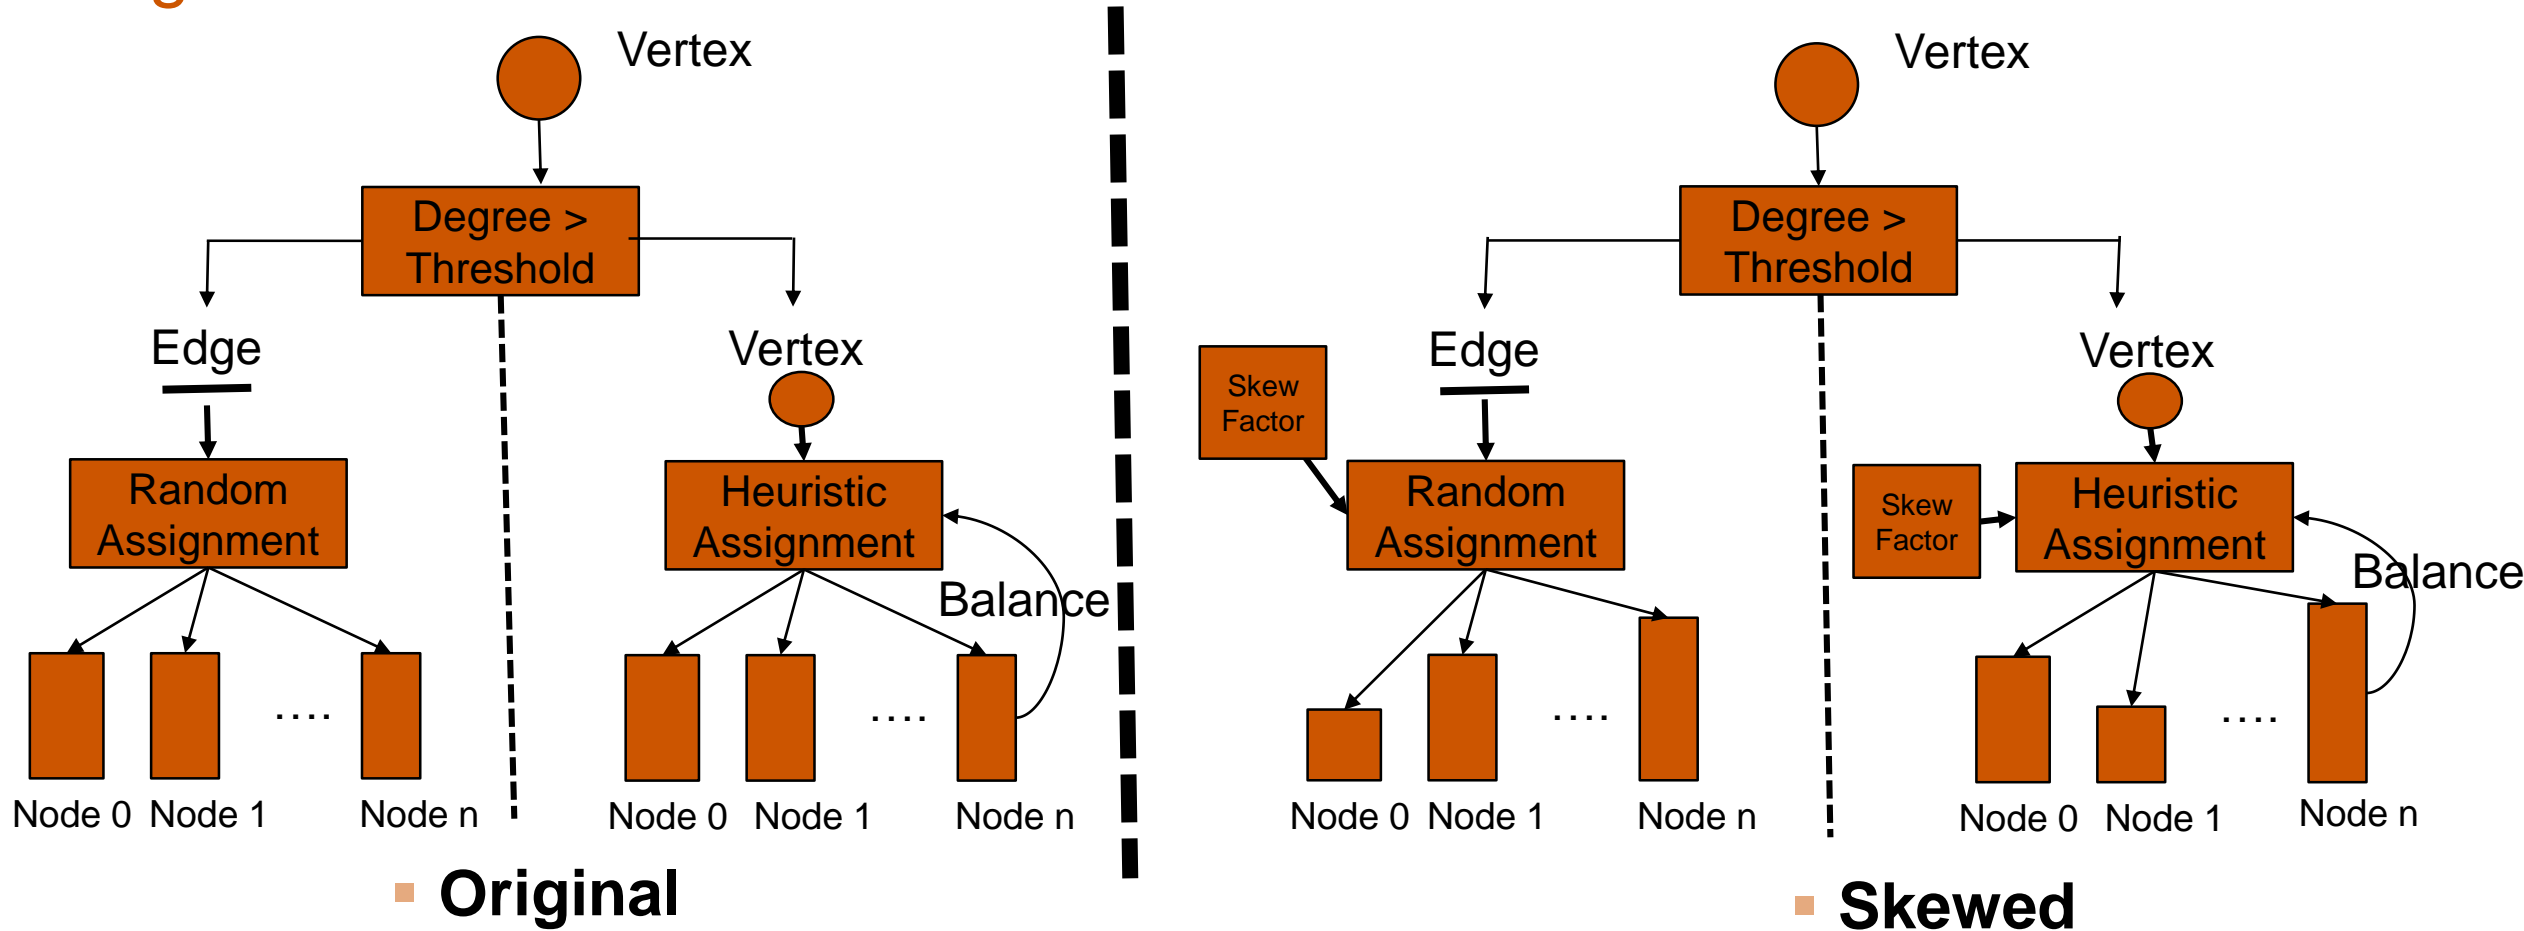 Vertex
Degree >
Threshold
Edge
Vertex
Random
Assignment
Heuristic
Assignment
Balance
....
....
Node 0
Node 1
Node n
Node 0
Node 1
Node n
Original
Vertex
Degree >
Threshold
Edge
Vertex
Skew
Factor
Random
Assignment
Skew
Factor
Heuristic
Assignment
Balance
....
....
Node 0
Node 1
Node n
Node 0
Node 1
Node n
Skewed